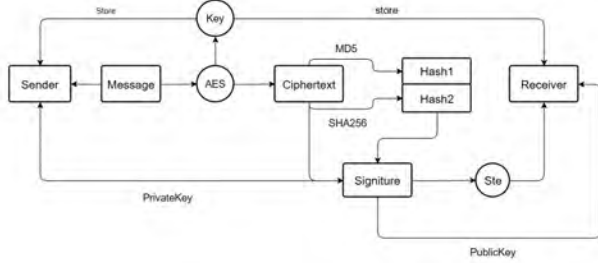 Store
Key
store
MD5
Sender
Message
AES
Ciphertext
Hash1
Hash2
Receiver
SHA256
Signiture
Ste
PrivateKey
PublicKey